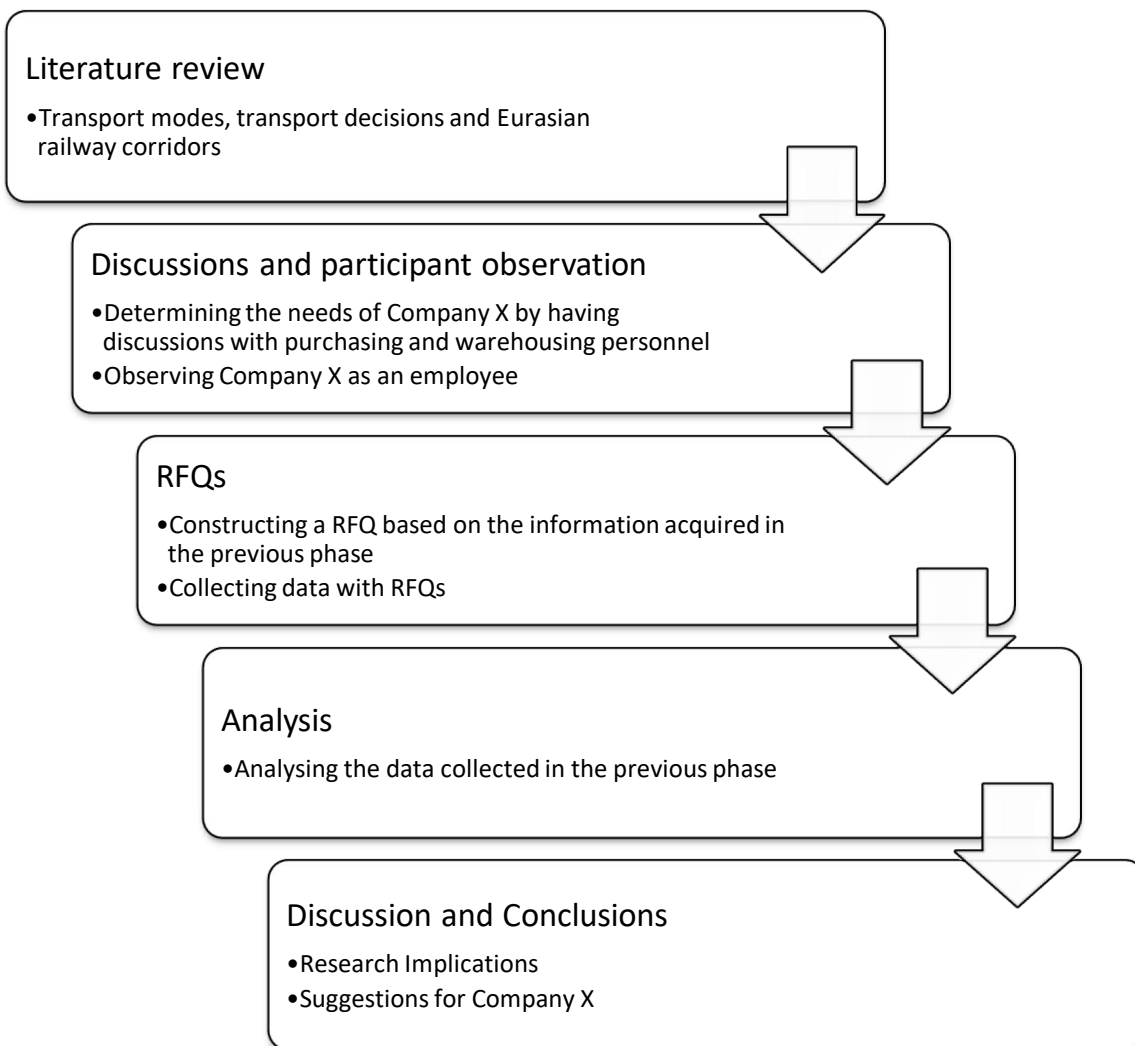 Literature review
•Transport modes, transport decisions and Eurasian
railway corridors
Discussions and participant observation
•Determining the needs of Company X by having
discussions with purchasing and warehousing personnel
•Observing Company X as an employee
RFQs
•Constructing a RFQ based on the information acquired in
the previous phase
•Collecting data with RFQs
Analysis
•Analysing the data collected in the previous phase
Discussion and Conclusions
•Research Implications
•Suggestions for Company X